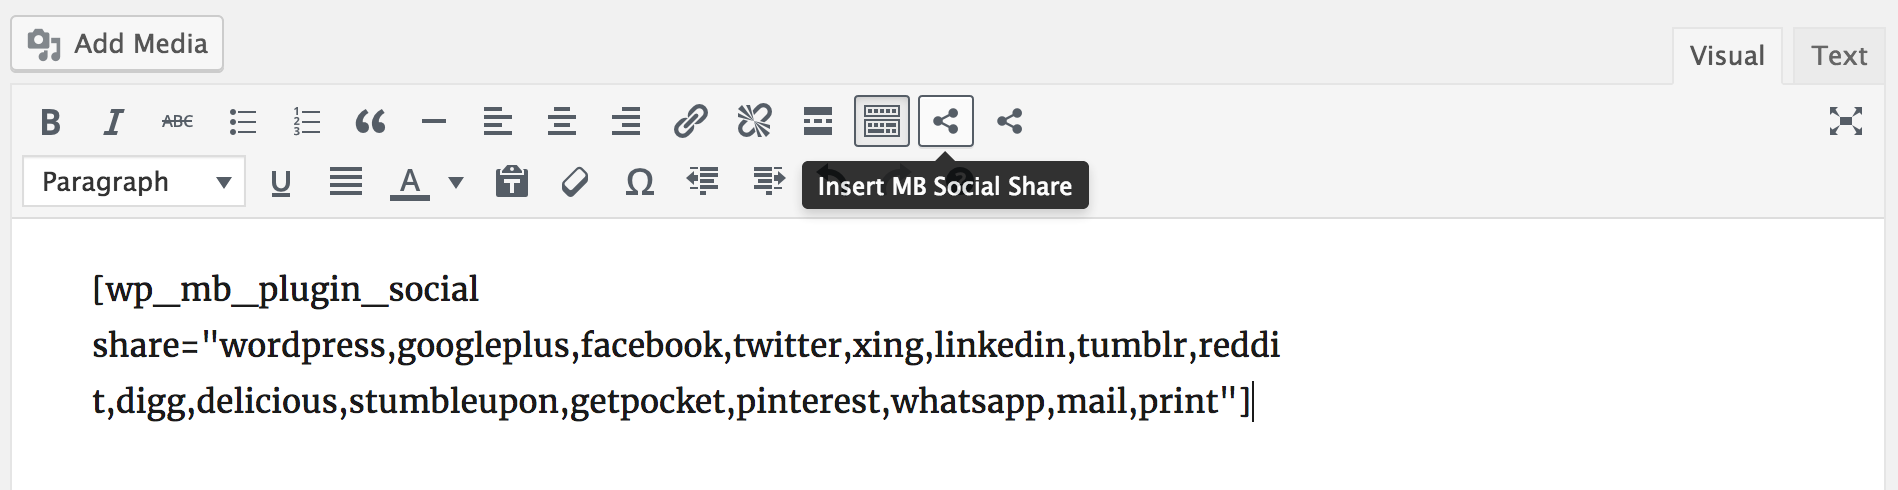 Add Media
Visual Text
B I ABC
Paragraph U A T Ω
Insert MB Social Share
[wp_mb_plugin_social
share="wordpress,googleplus,facebook,twitter,xing,linkedin,tumblr,reddi
t,digg,delicious,stumbleupon,getpocket,pinterest,whatsapp,mail,print"]